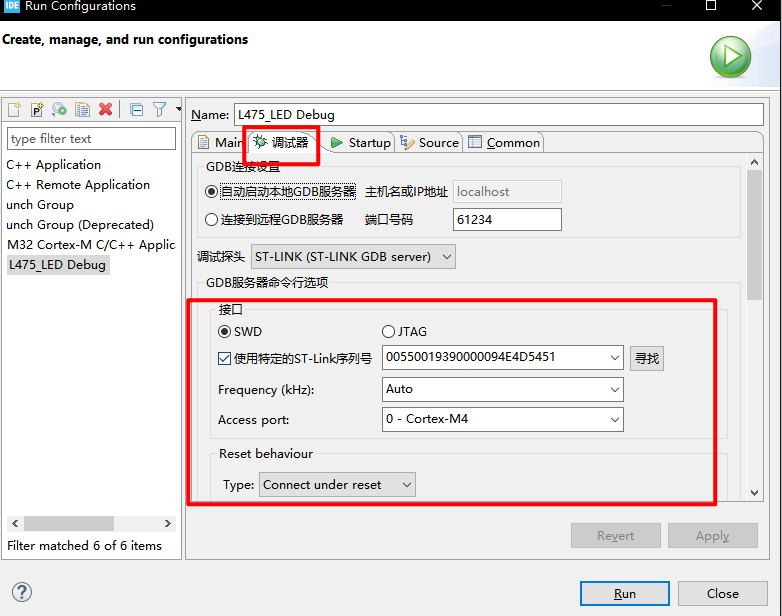 IDE Run Configurations
Create, manage, and run configurations
Name: L475_LED Debug
type filter text
C++ Application
C++ Remote Application
unch Group
unch Group (Deprecated)
M32 Cortex-M C/C++ Applic
L475_LED Debug
Filter matched 6 of 6 items
Main 调试器 Startup Source Common
GDB连接设置
自动启动本地GDB服务器 主机名或IP地址 localhost
连接到远程GDB服务器 端口号码 61234
调试探头 ST-LINK (ST-LINK GDB server)
GDB服务器命令行选项
接口
SWD JTAG
使用特定的ST-Link序列号 00550019390000094E4D5451 寻找
Frequency (kHz): Auto
Access port: 0 - Cortex-M4
Reset behaviour
Type: Connect under reset
Revert Apply
Run Close